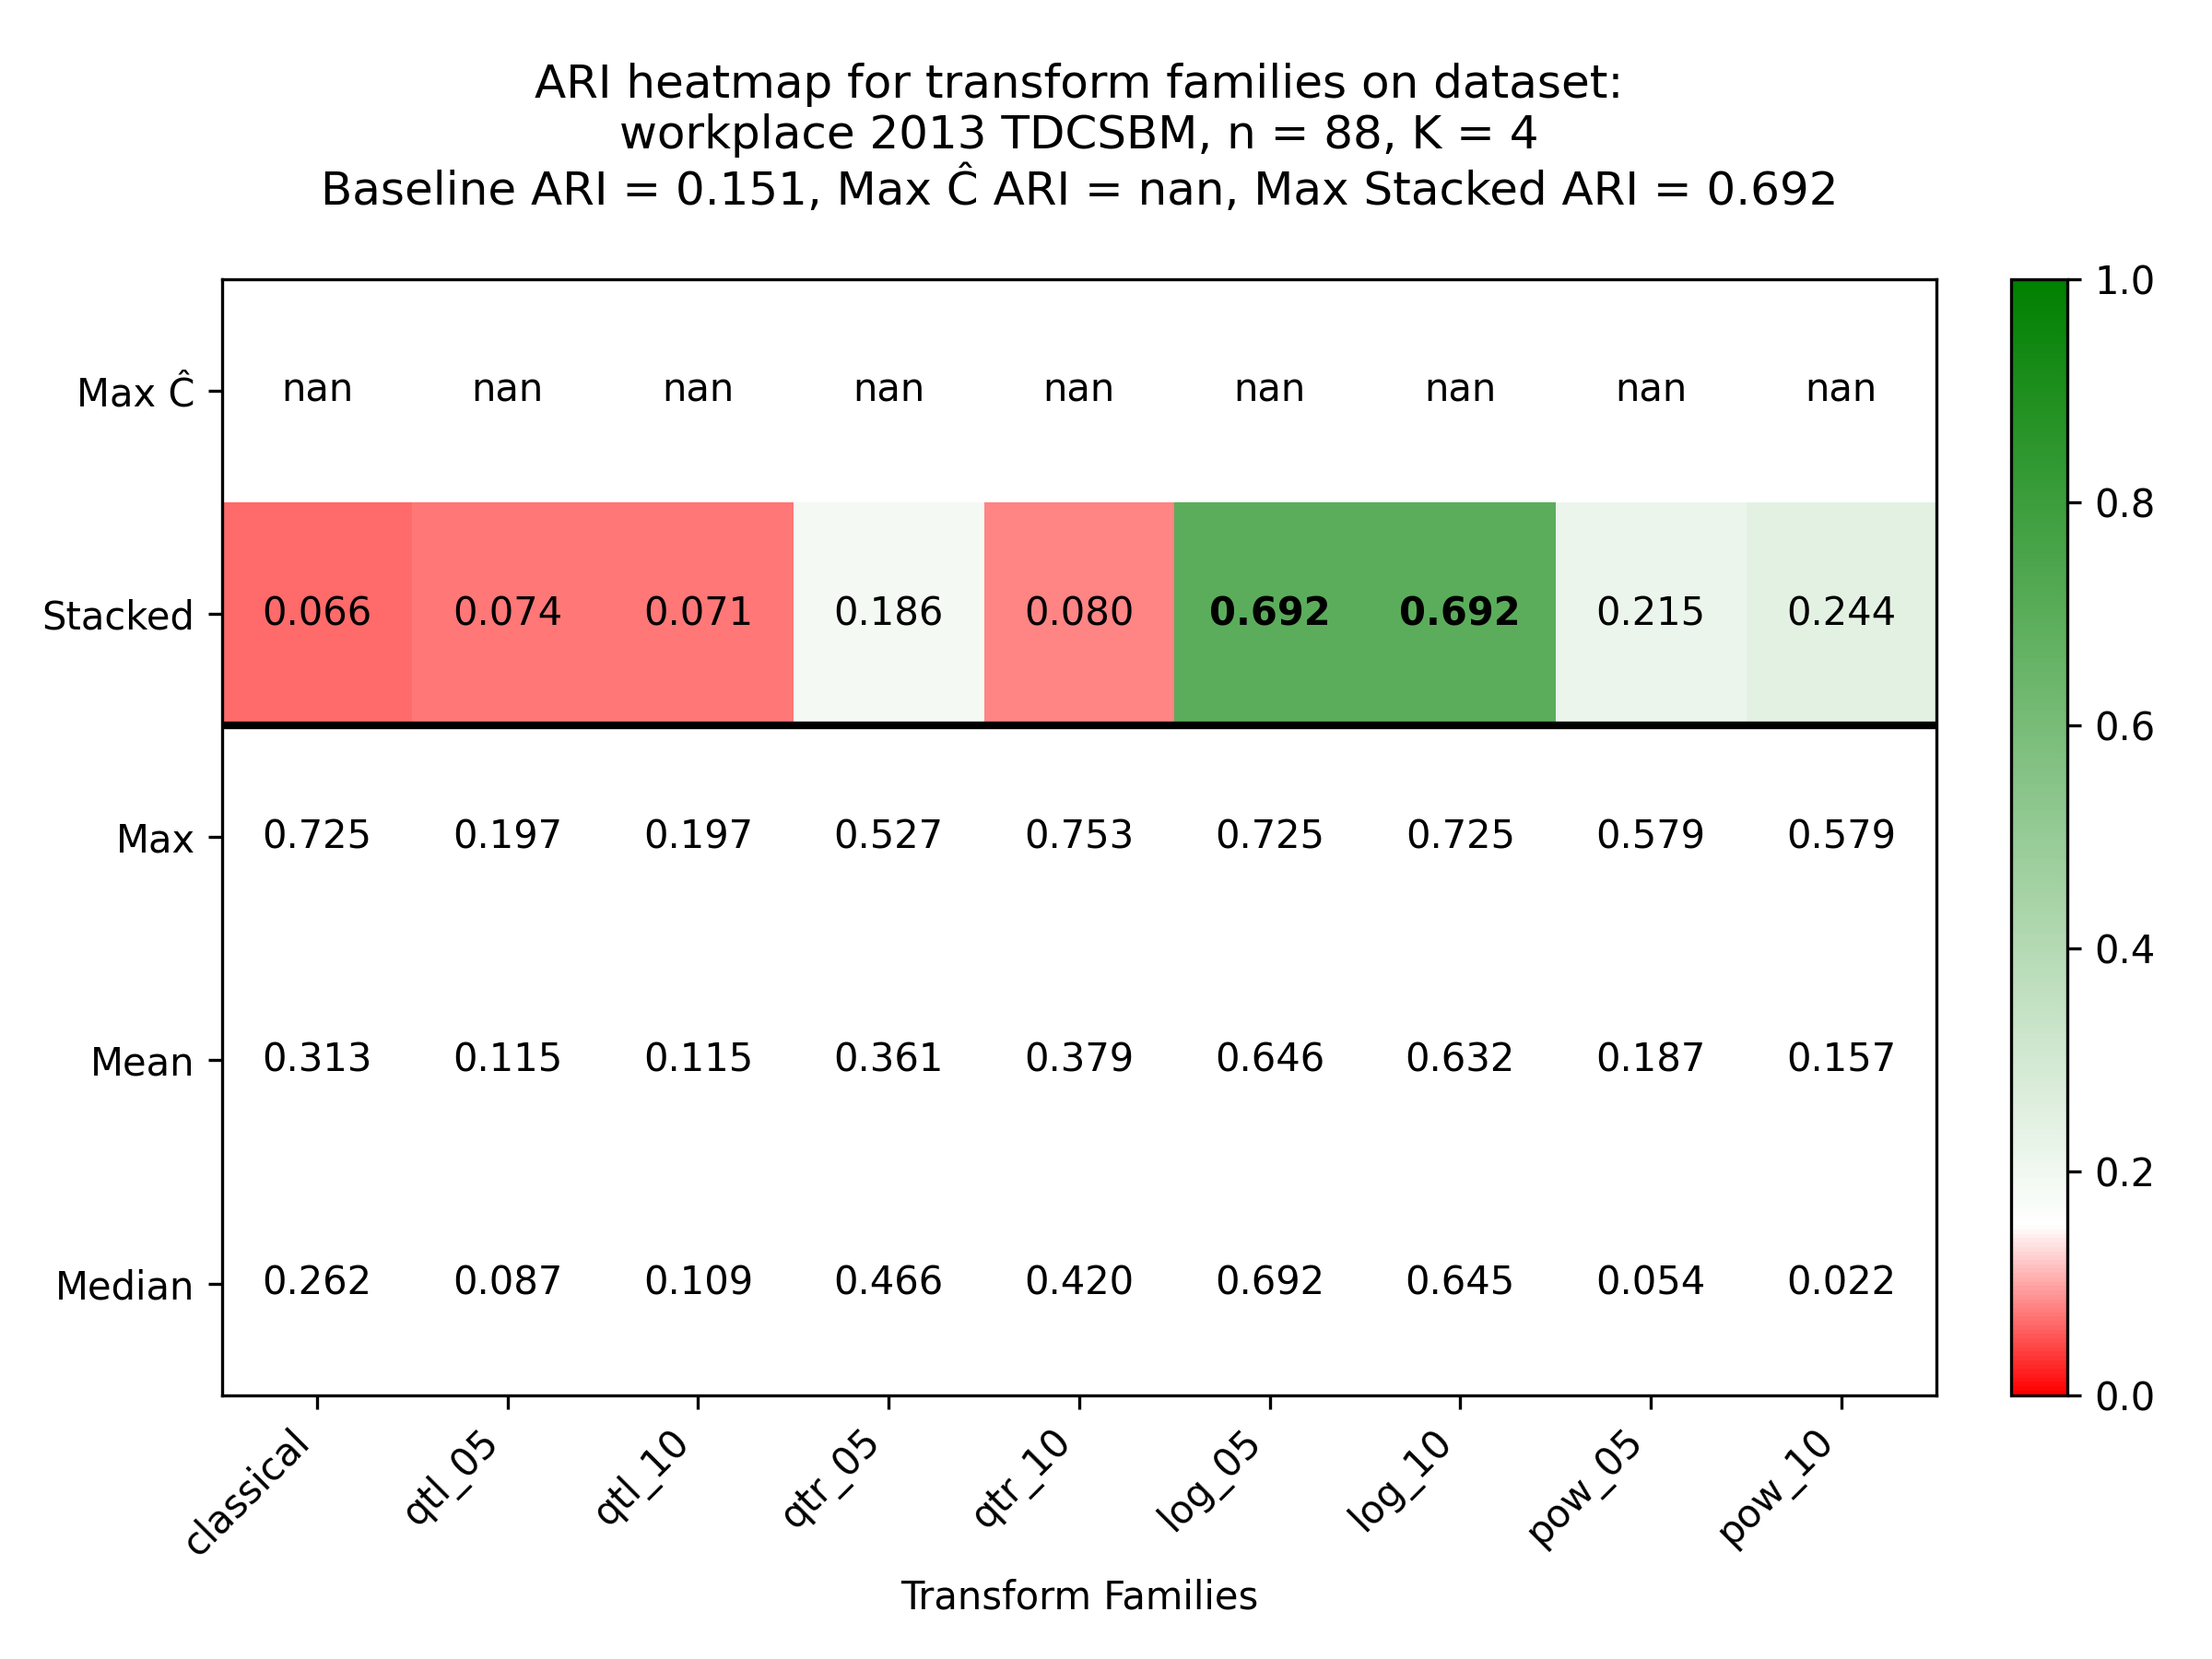 ARI heatmap for transform families on dataset:
workplace 2013 TDCSBM, n = 88, K = 4
Baseline ARI = 0.151, Max Ĉ ARI = nan, Max Stacked ARI = 0.692
Max Ĉ nan nan nan nan nan nan nan nan nan
Stacked 0.066 0.074 0.071 0.186 0.080 0.692 0.692 0.215 0.244
Max 0.725 0.197 0.197 0.527 0.753 0.725 0.725 0.579 0.579
Mean 0.313 0.115 0.115 0.361 0.379 0.646 0.632 0.187 0.157
Median 0.262 0.087 0.109 0.466 0.420 0.692 0.645 0.054 0.022
classical qtl_05 qtl_10 qtr_05 qtr_10 log_05 log_10 pow_05 pow_10
Transform Families
1.0
0.8
0.6
0.4
0.2
0.0